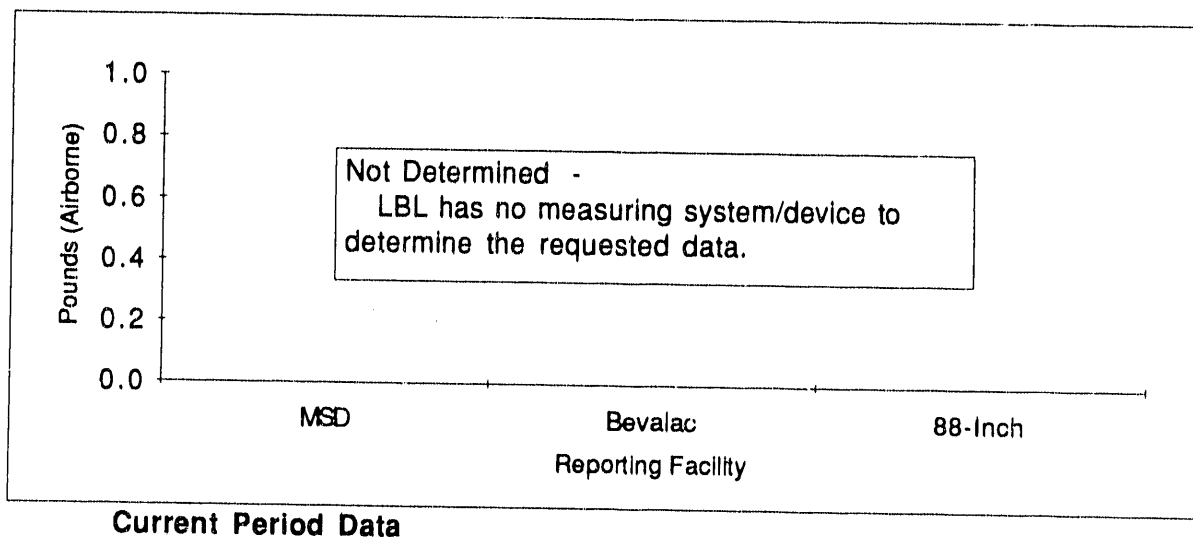 1.0
0.8
0.6
0.4
0.2
0.0
Pounds (Airborne)
Not Determined -
LBL has no measuring system/device to
determine the requested data.
MSD Bevalac 88-Inch
Reporting Facility
Current Period Data